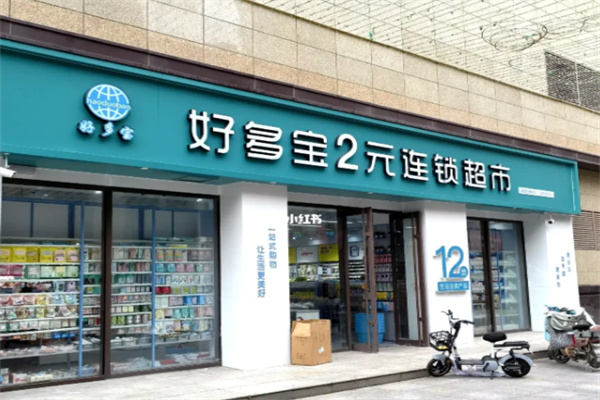 haoduobao
好多宝
好多宝2元连锁超市
小红书
一站式购物
让生活更美好
12